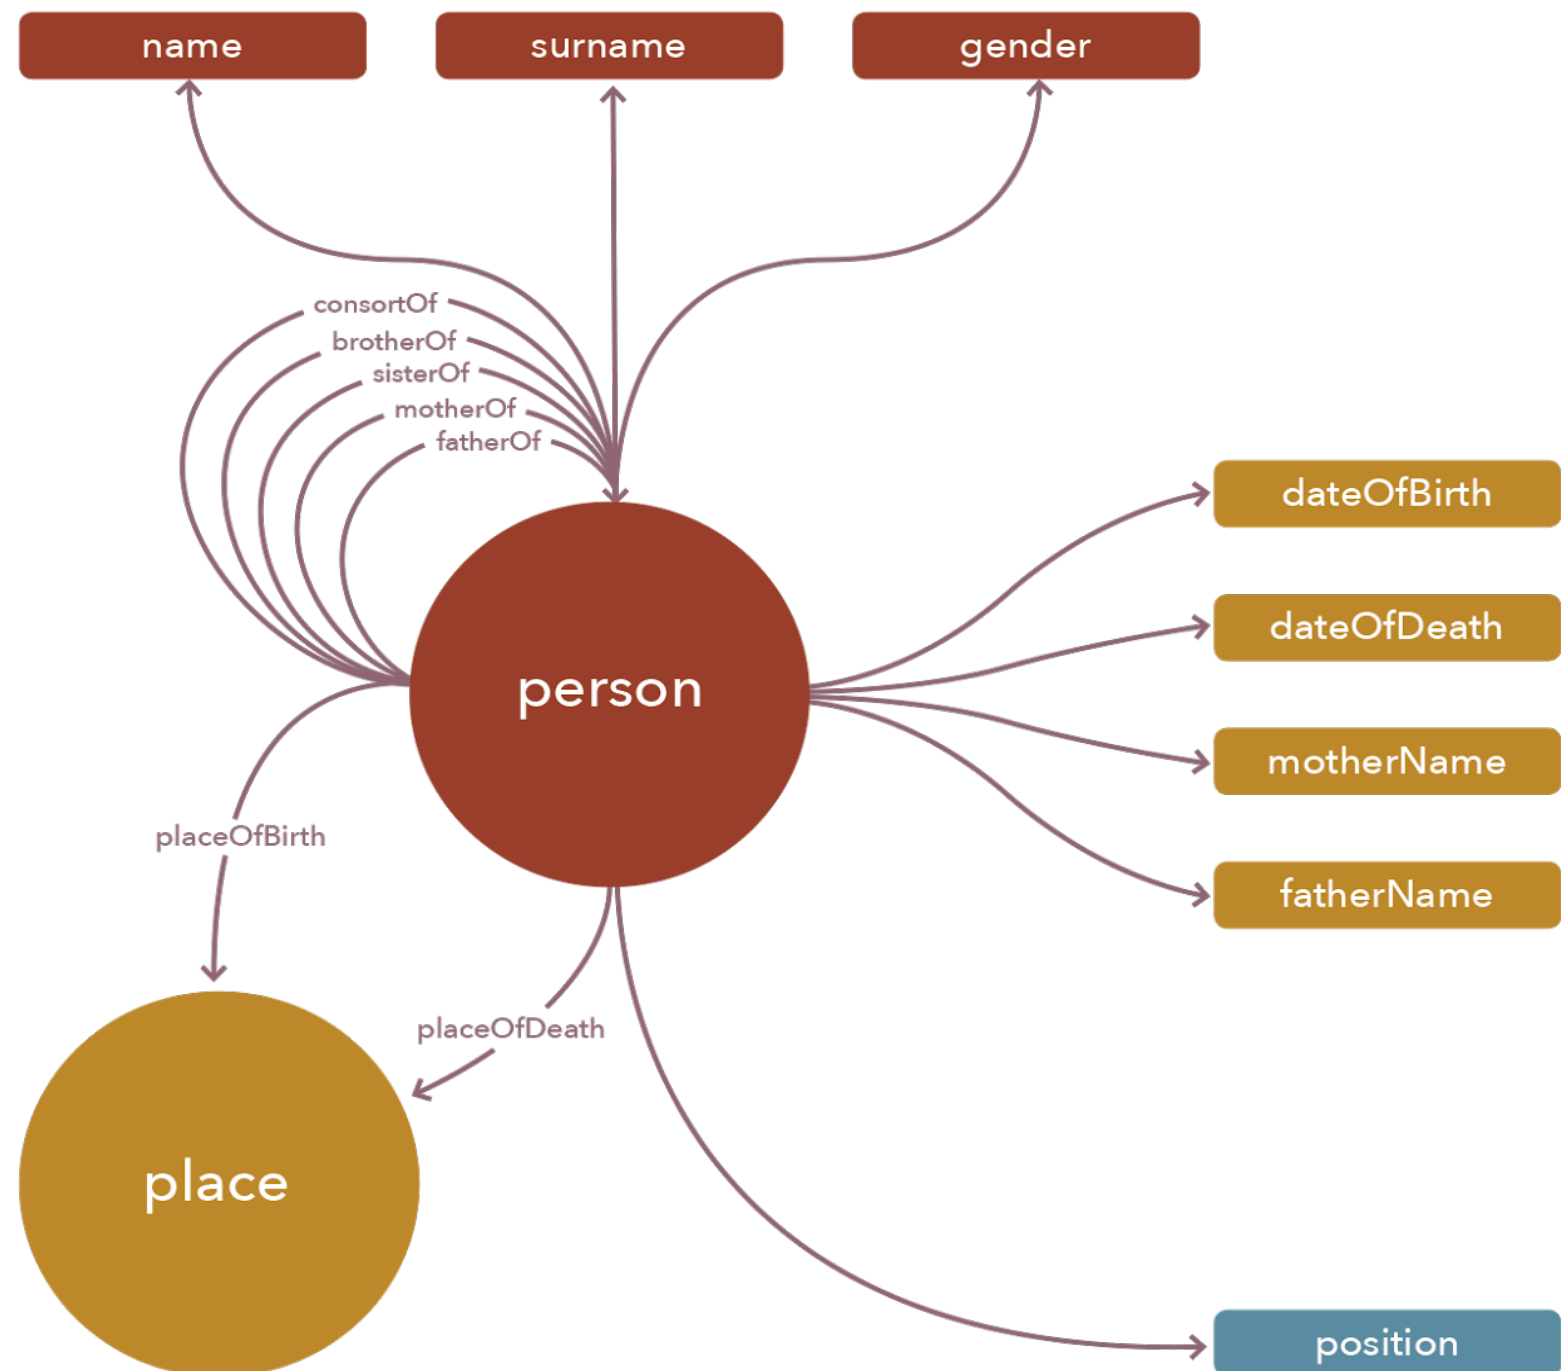 name
surname
gender
consortOf
brotherOf
sisterOf
motherOf
fatherOf
dateOfBirth
dateOfDeath
person
motherName
placeOfBirth
fatherName
placeOfDeath
place
position